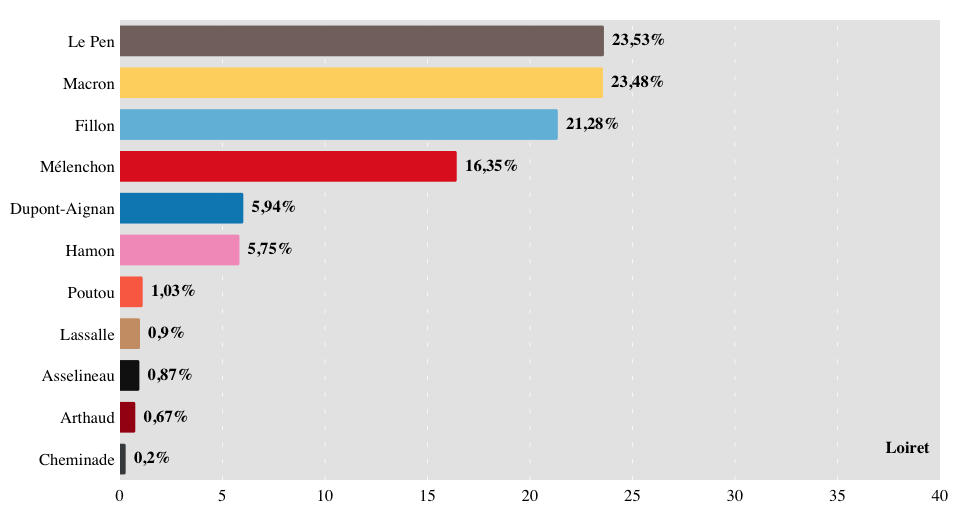 Le Pen 23,53%
Macron 23,48%
Fillon 21,28%
Mélenchon 16,35%
Dupont-Aignan 5,94%
Hamon 5,75%
Poutou 1,03%
Lassalle 0,9%
Asselineau 0,87%
Arthaud 0,67%
Loiret
Cheminade 0,2%
0 5 10 15 20 25 30 35 40